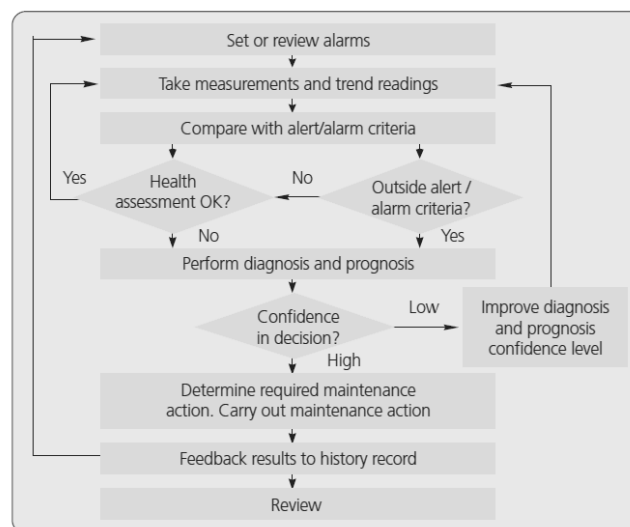 Set or review alarms
Take measurements and trend readings
Compare with alert/alarm criteria
Yes
Health
assessment OK?
No
Outside alert /
alarm criteria?
No
Yes
Perform diagnosis and prognosis
Confidence
in decision?
Low
Improve diagnosis
and prognosis
confidence level
High
Determine required maintenance
action. Carry out maintenance action
Feedback results to history record
Review